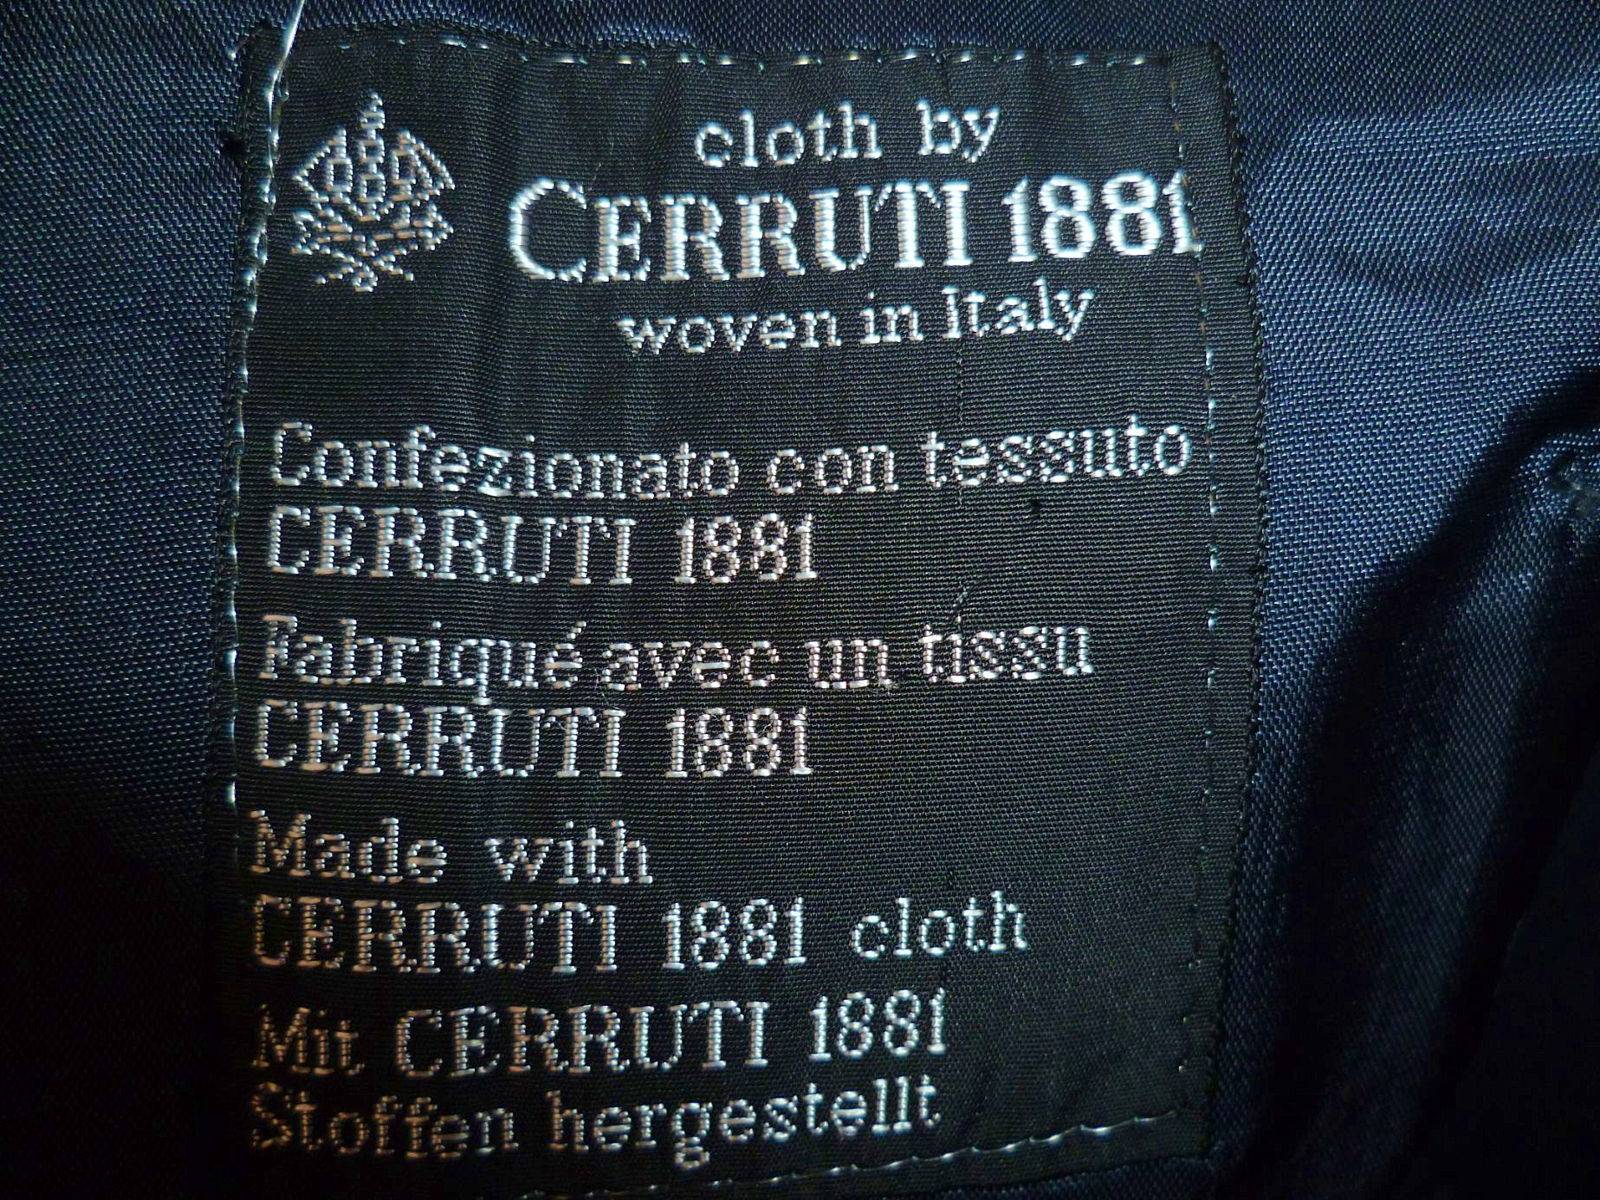 cloth by
CERRUTI 1881
woven in Italy
Confezionato con tessuto
CERRUTI 1881
Fabriqué avec un tissu
CERRUTI 1881
Made with
CERRUTI 1881 cloth
Mit CERRUTI 1881
Stoffen hergestellt